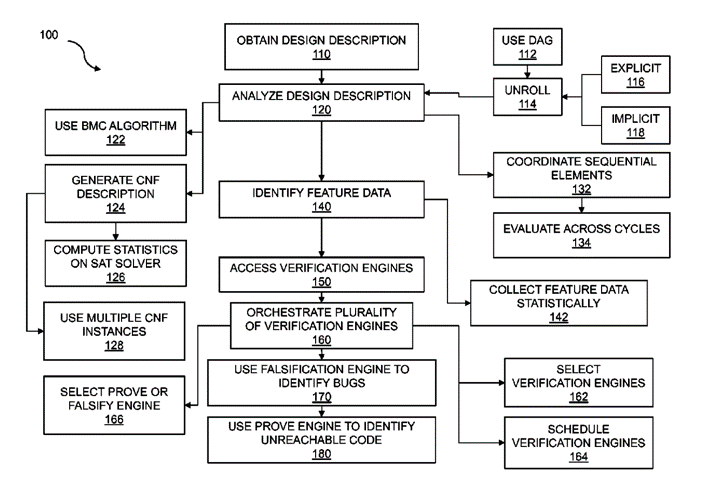 100
OBTAIN DESIGN DESCRIPTION
110
USE DAG
112
EXPLICIT
116
ANALYZE DESIGN DESCRIPTION
120
UNROLL
114
IMPLICIT
118
USE BMC ALGORITHM
122
COORDINATE SEQUENTIAL
ELEMENTS
132
GENERATE CNF
DESCRIPTION
124
IDENTIFY FEATURE DATA
140
EVALUATE ACROSS CYCLES
134
COMPUTE STATISTICS
ON SAT SOLVER
126
ACCESS VERIFICATION ENGINES
150
COLLECT FEATURE DATA
STATISTICALLY
142
USE MULTIPLE CNF
INSTANCES
128
ORCHESTRATE PLURALITY
OF VERIFICATION ENGINES
160
SELECT PROVE OR
FALSIFY ENGINE
166
USE FALSIFICATION ENGINE TO
IDENTIFY BUGS
170
SELECT
VERIFICATION ENGINES
162
USE PROVE ENGINE TO IDENTIFY
UNREACHABLE CODE
180
SCHEDULE
VERIFICATION ENGINES
164